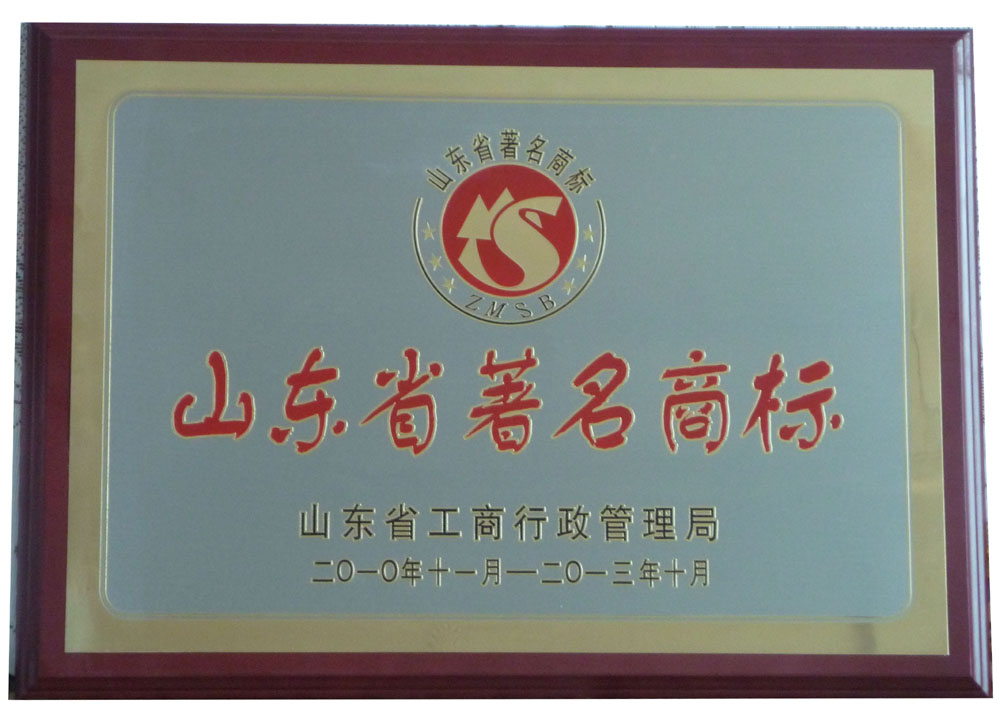 山东省著名商标
ZMSB
山东省著名商标
山东省工商行政管理局
二〇一〇年十一月—二〇一三年十月